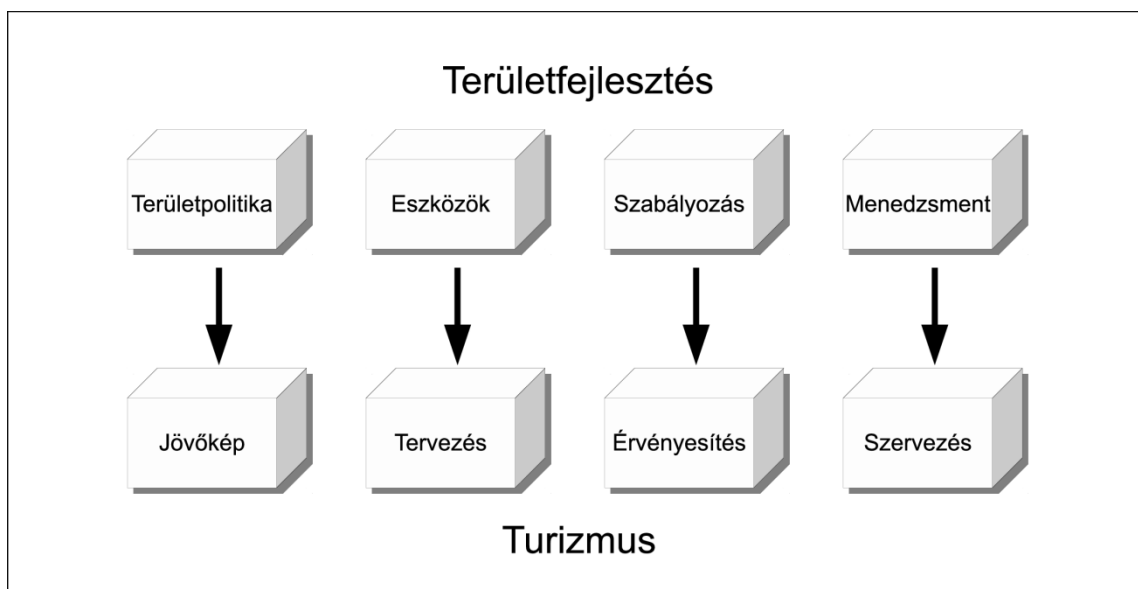 Területfejlesztés
Területpolitika Eszközök Szabályozás Menedzsment
Jövőkép Tervezés Érvényesítés Szervezés
Turizmus